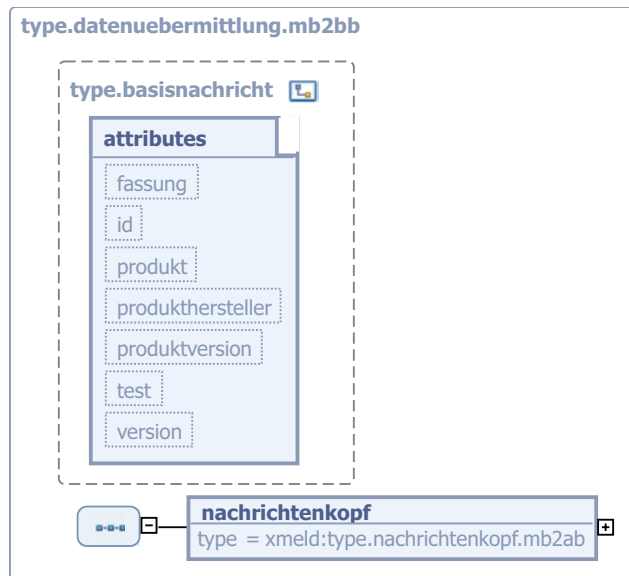 type.datenuebermittlung.mb2bb
type.basisnachricht
attributes
fassung
id
produkt
produkthersteller
produktversion
test
version
nachrichtenkopf
type = xmeld:type.nachrichtenkopf.mb2ab